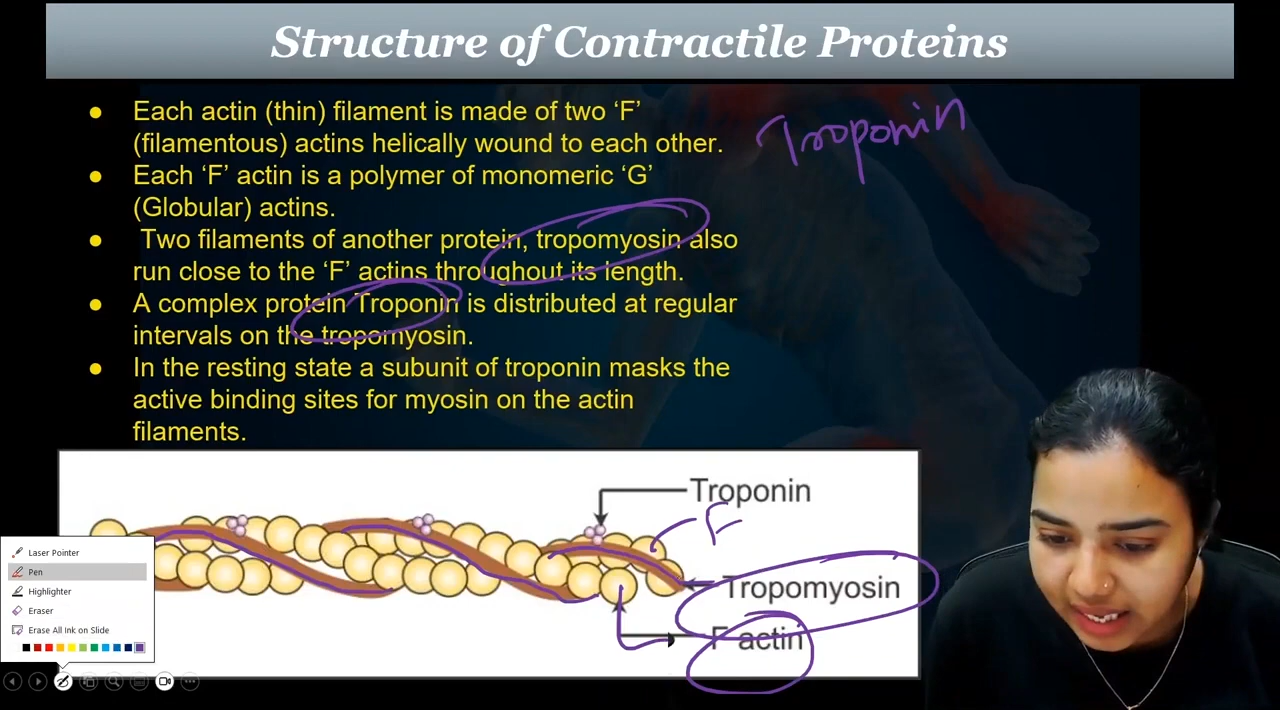 Structure of Contractile Proteins
● Each actin (thin) filament is made of two ‘F’
(filamentous) actins helically wound to each other.
● Each ‘F’ actin is a polymer of monomeric ‘G’
(Globular) actins.
● Two filaments of another protein, tropomyosin also
run close to the ‘F’ actins throughout its length.
● A complex protein Troponin is distributed at regular
intervals on the tropomyosin.
● In the resting state a subunit of troponin masks the
active binding sites for myosin on the actin
filaments.
Troponin
Troponin
F
Tropomyosin
F actin
Laser Pointer
Pen
Highlighter
Eraser
Erase All Ink on Slide